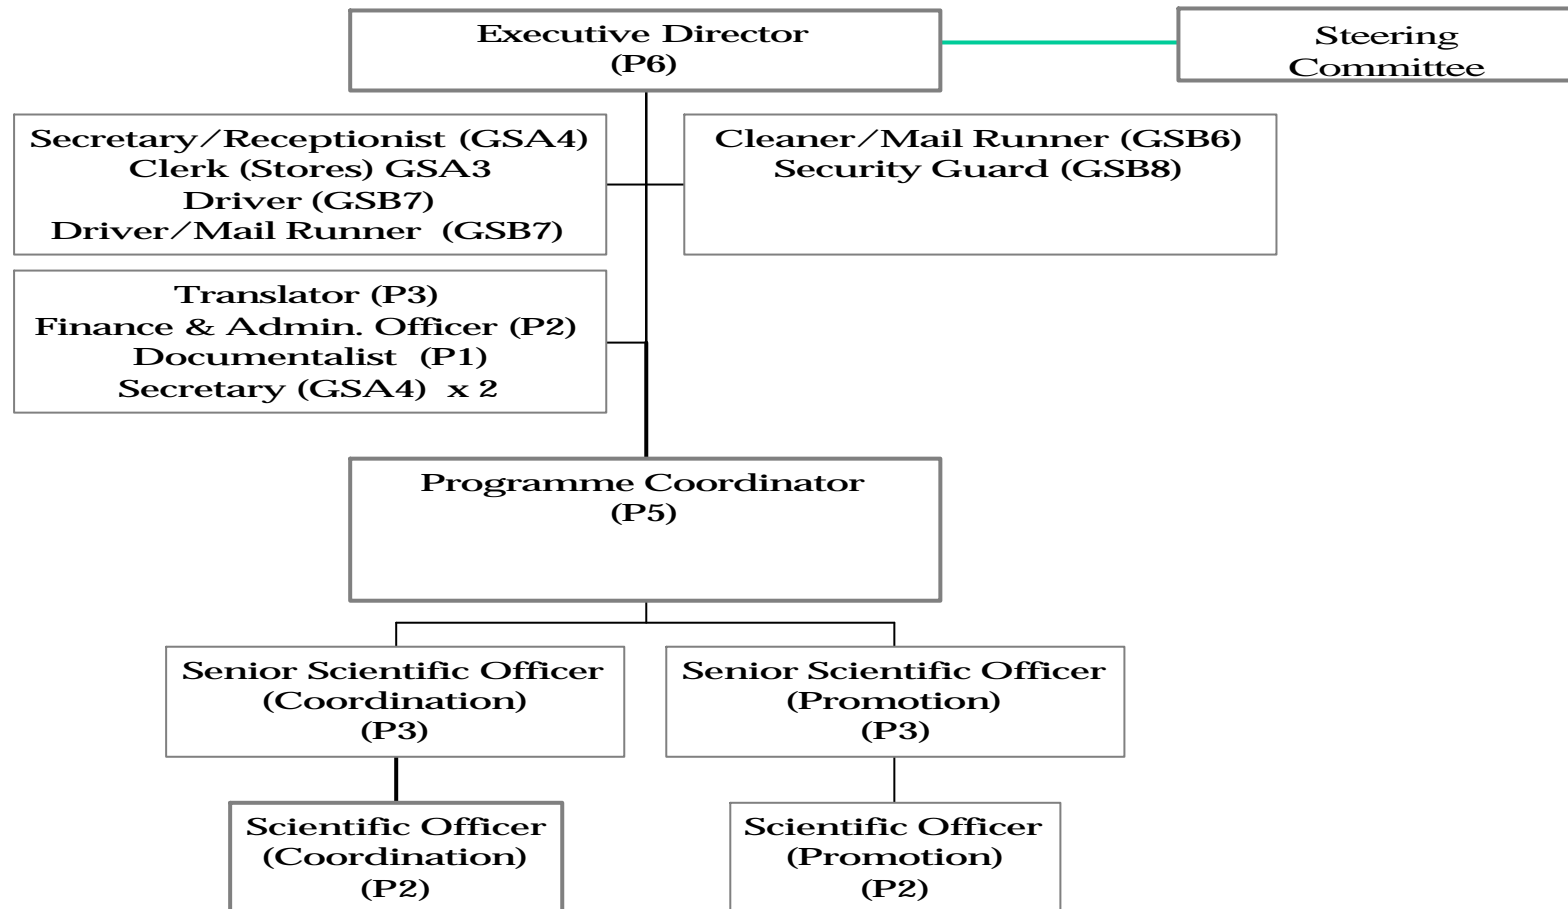 Executive Director
(P6)
Steering
Committee
Secretary/Receptionist (GSA4)
Clerk (Stores) GSA3
Driver (GSB7)
Driver/Mail Runner (GSB7)
Cleaner/Mail Runner (GSB6)
Security Guard (GSB8)
Translator (P3)
Finance & Admin. Officer (P2)
Documentalist (P1)
Secretary (GSA4) x 2
Programme Coordinator
(P5)
Senior Scientific Officer
(Coordination)
(P3)
Senior Scientific Officer
(Promotion)
(P3)
Scientific Officer
(Coordination)
(P2)
Scientific Officer
(Promotion)
(P2)